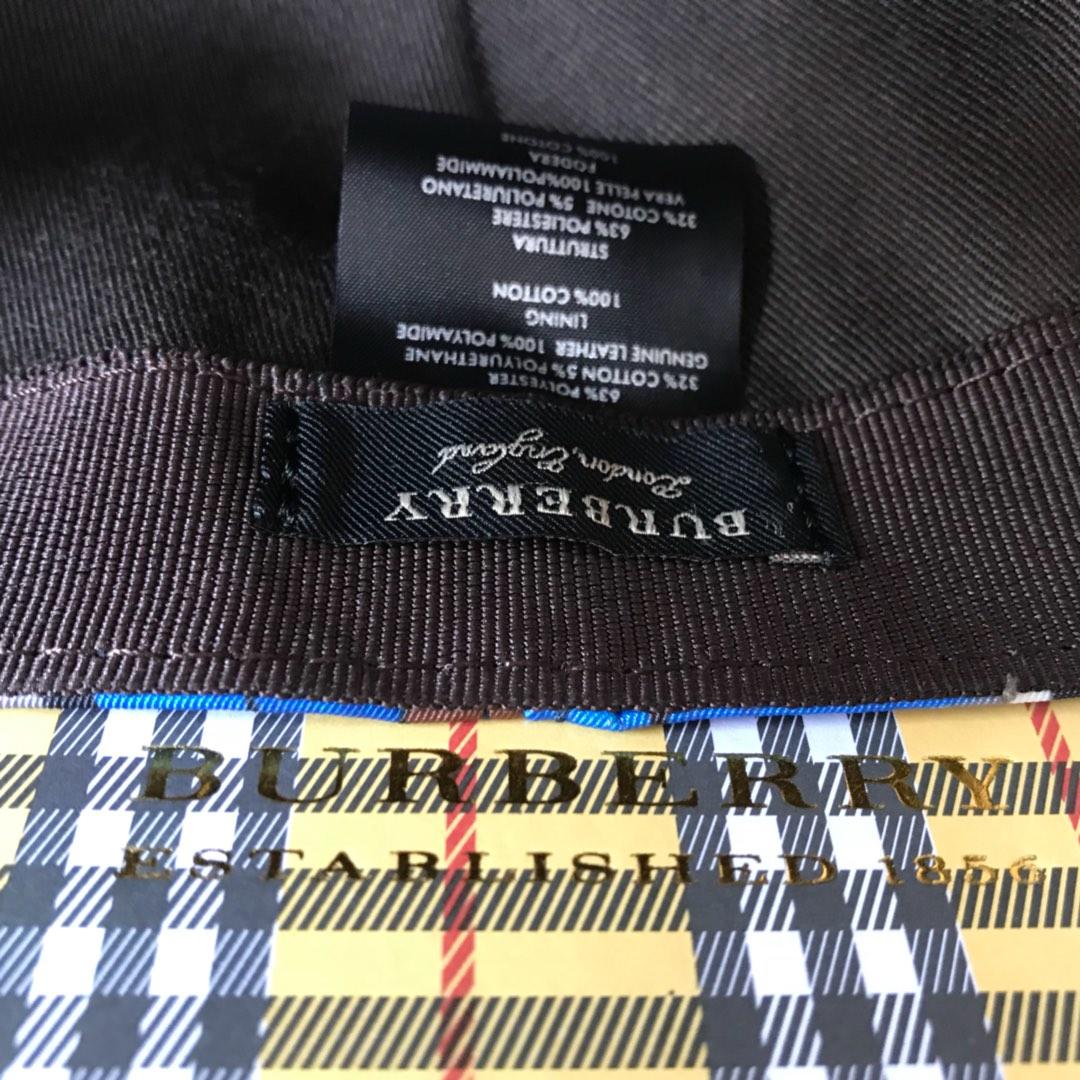 BURBERRY
London, England
63% POLYESTER
32% COTTON 5% POLYURETHANE
GENUINE LEATHER 100% POLYAMIDE
LINING
100% COTTON
STRUTTURA
63% POLIESTERE
32% COTONE 5% POLIURETANO
VERA PELLE 100%POLIAMMIDE
FODERA
100% COTONE
BURBERRY
ESTABLISHED 1856